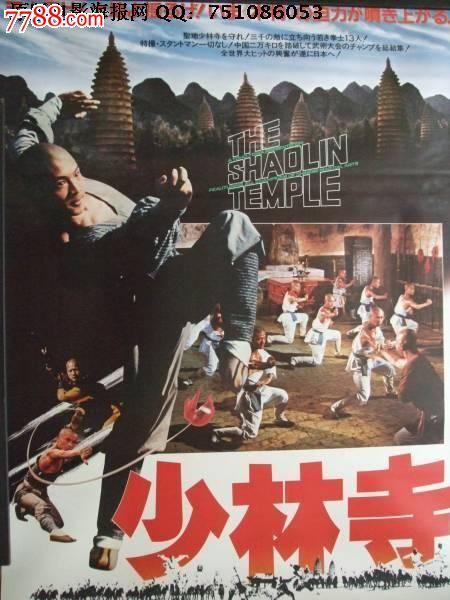 海报网 QQ: 751086053
7788.com
聖地少林寺を守れ!三千の敵に立ち向う若き拳士13人!
特撮・スタントマン一切なし!中国二万キロを踏破して武術大会のチャンプを総結集!
全世界大ヒットの興奮が遂に日本へ!
THE
SHAOLIN
TEMPLE
少林寺